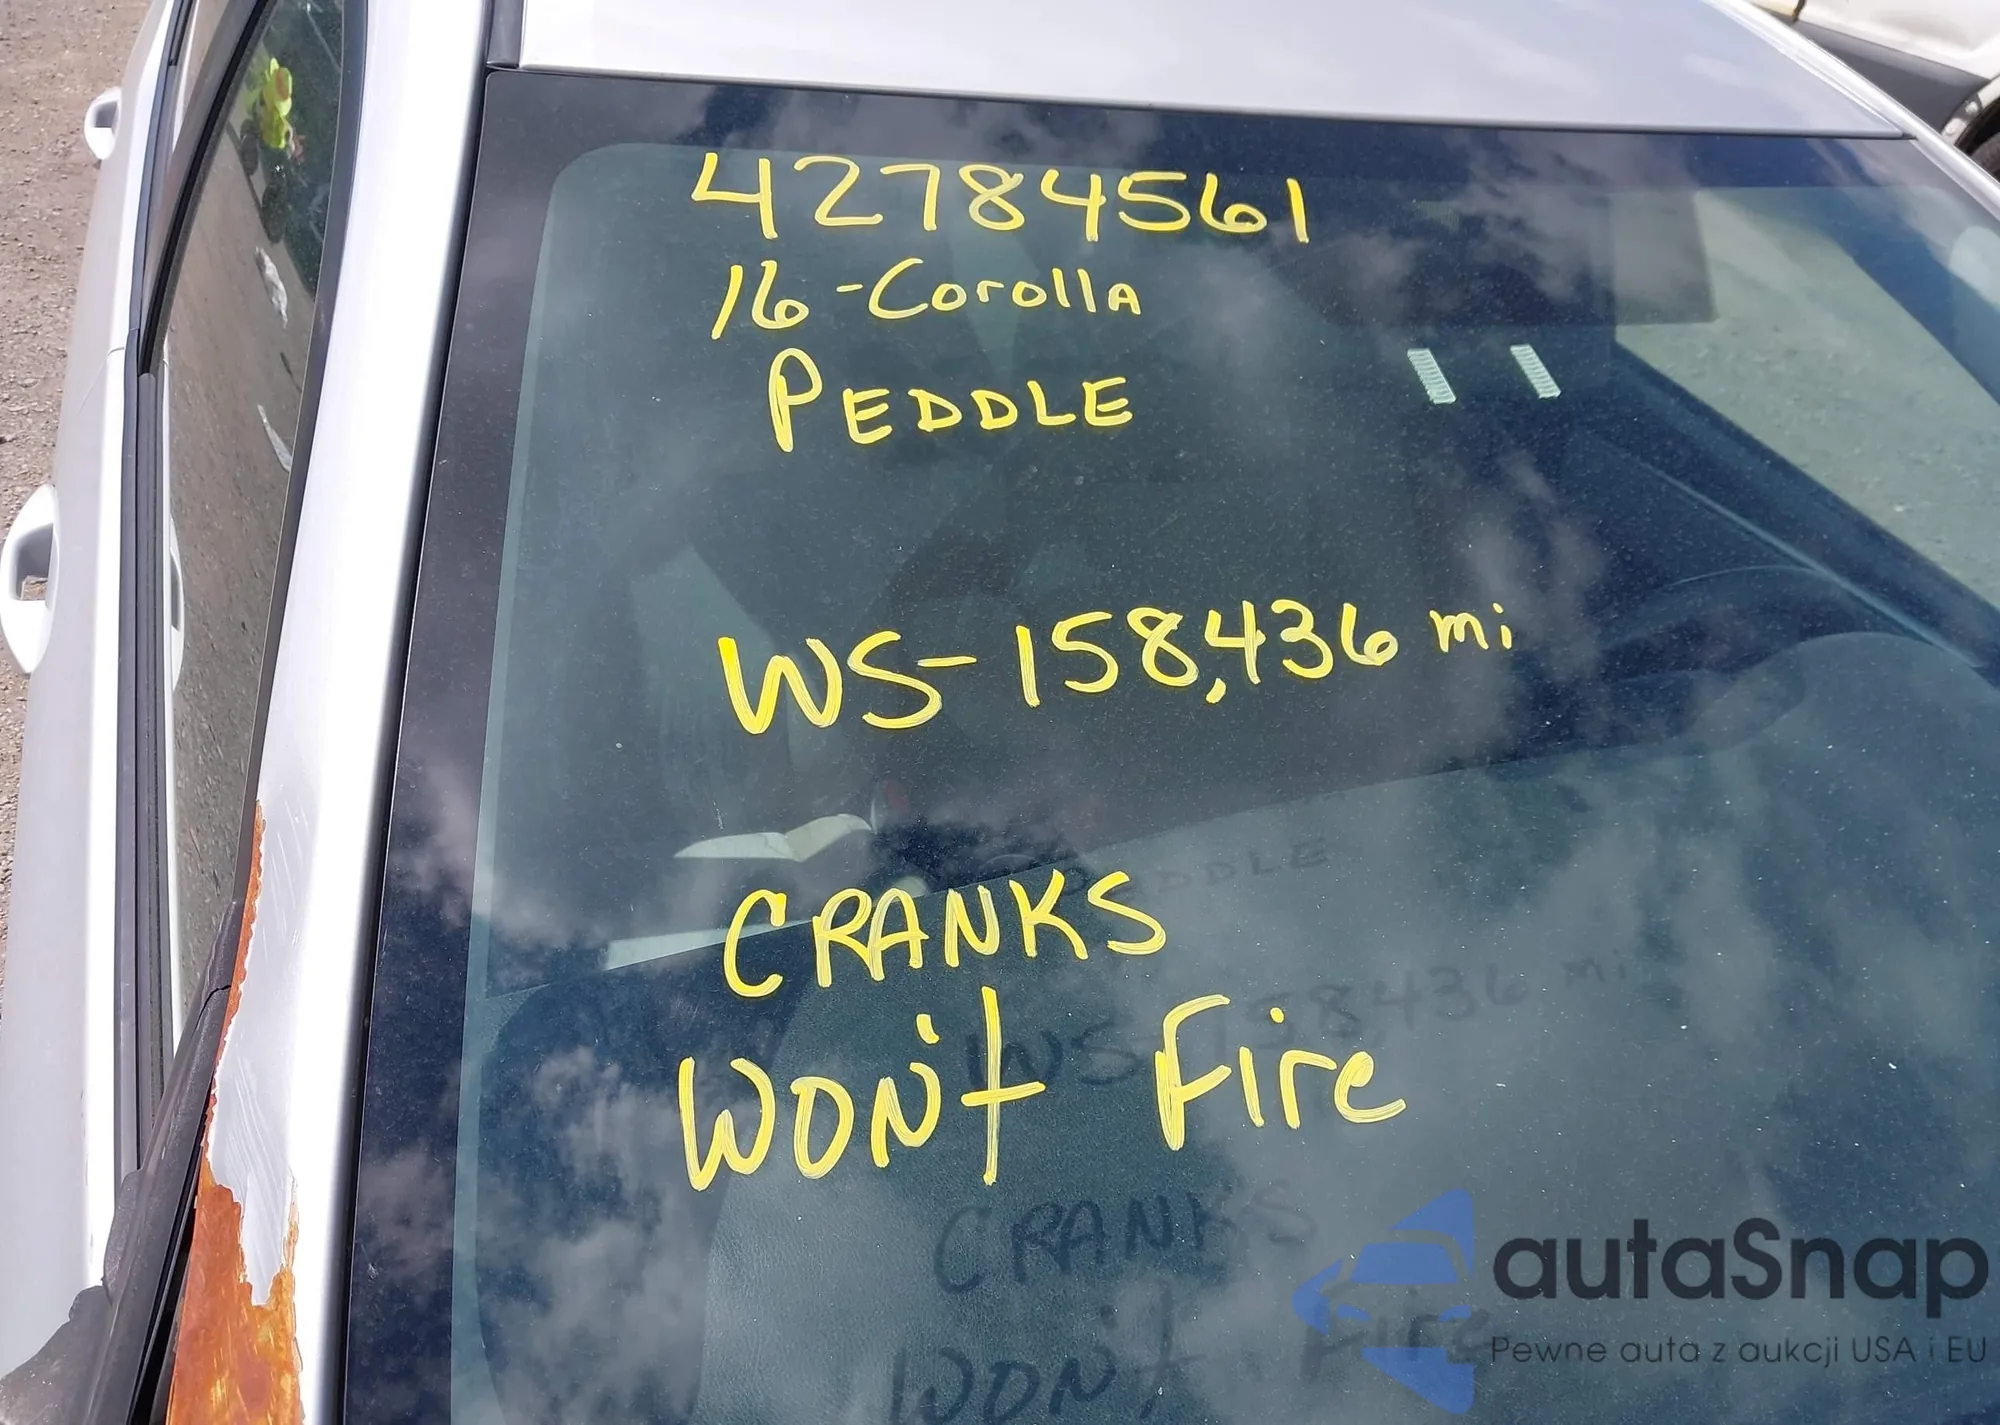 42784561
16-Corolla
PEDDLE
WS-158,436 mi
CRANKS
WON't Fire
autaSnap
Pewne auta z aukcji USA i EU